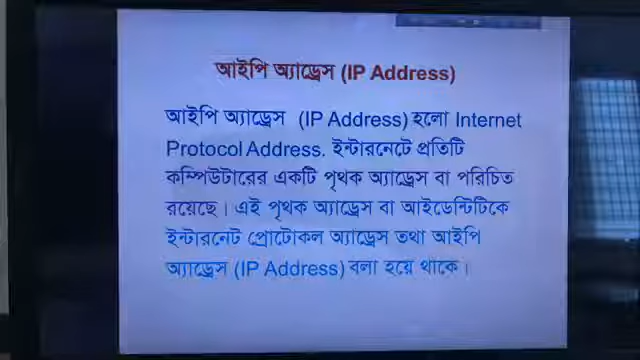 আইপি অ্যাড্রেস (IP Address)
আইপি অ্যাড্রেস (IP Address) হলো Internet
Protocol Address. ইন্টারনেটে প্রতিটি
কম্পিউটারের একটি পৃথক অ্যাড্রেস বা পরিচিত
রয়েছে। এই পৃথক অ্যাড্রেস বা আইডেন্টিটিকে
ইন্টারনেট প্রোটোকল অ্যাড্রেস তথা আইপি
অ্যাড্রেস (IP Address) বলা হয়ে থাকে।